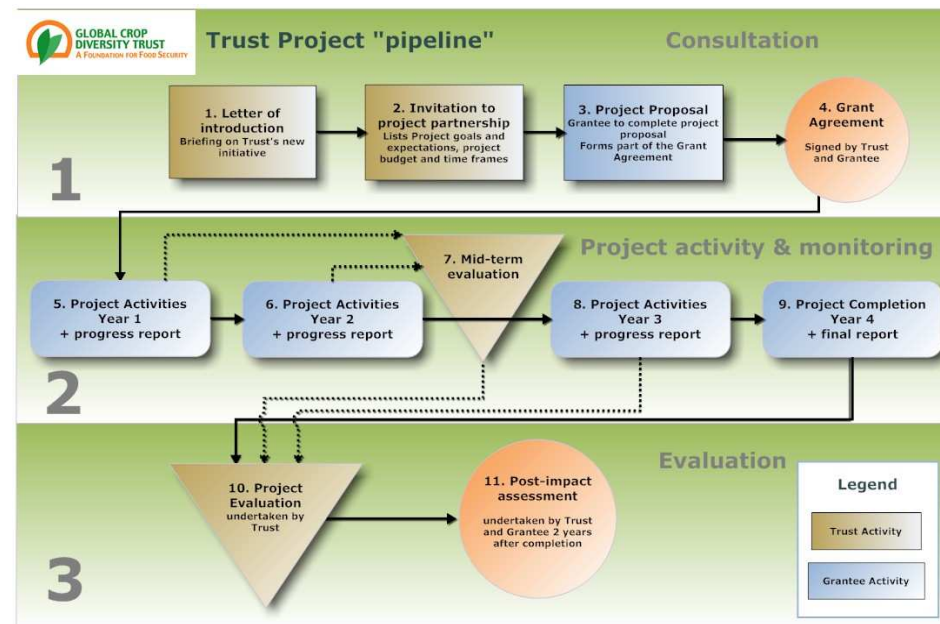 GLOBAL CROP
DIVERSITY TRUST
A FOUNDATION FOR FOOD SECURITY
Trust Project "pipeline"
Consultation
1. Letter of
introduction
Briefing on Trust's new
initiative
2. Invitation to
project partnership
Lists Project goals and
expectations, project
budget and time frames
3. Project Proposal
Grantee to complete project
proposal
Forms part of the Grant
Agreement
4. Grant
Agreement
Signed by Trust
and Grantee
1
Project activity & monitoring
7. Mid-term
evaluation
5. Project Activities
Year 1
+ progress report
6. Project Activities
Year 2
+ progress report
8. Project Activities
Year 3
+ progress report
9. Project Completion
Year 4
+ final report
2
Evaluation
10. Project
Evaluation
undertaken by
Trust
11. Post-impact
assessment
undertaken by Trust
and Grantee 2 years
after completion
Legend
Trust Activity
Grantee Activity
3